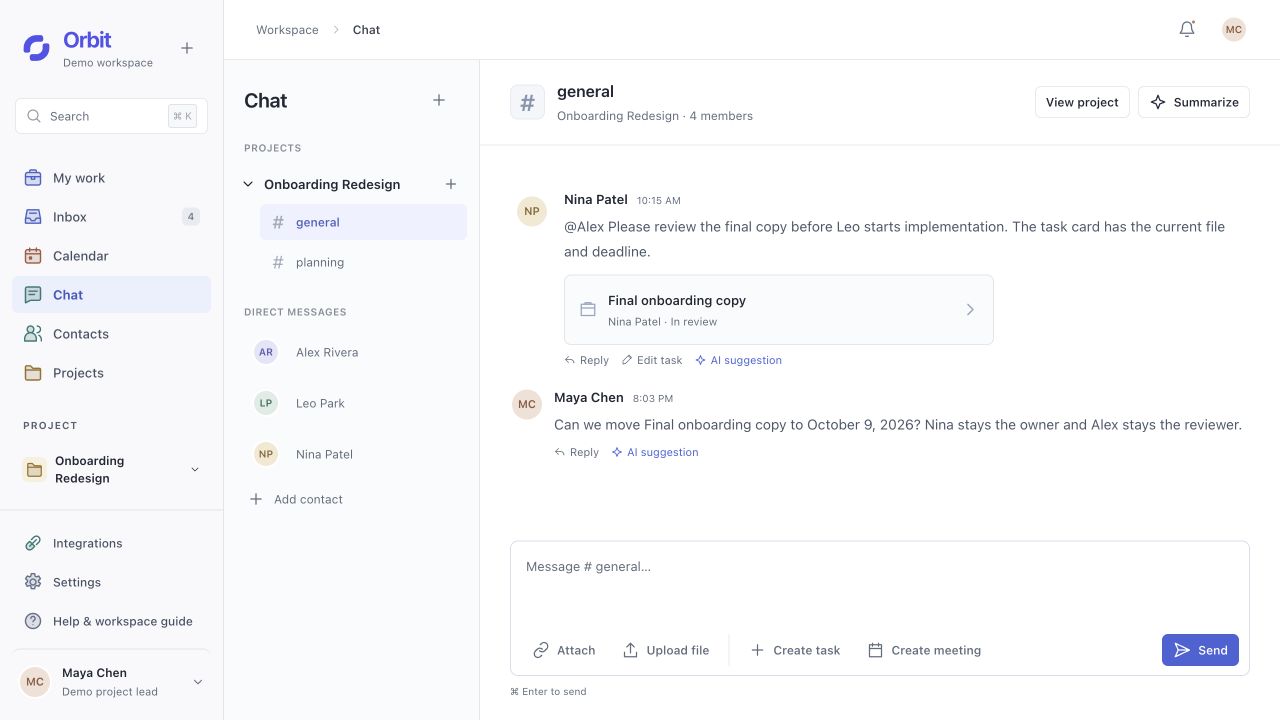 Orbit
Demo workspace
Search
⌘ K
My work
Inbox
4
Calendar
Chat
Contacts
Projects
PROJECT
Onboarding
Redesign
Integrations
Settings
Help & workspace guide
MC
Maya Chen
Demo project lead
Workspace
Chat
MC
Chat
PROJECTS
Onboarding Redesign
# general
# planning
DIRECT MESSAGES
AR
Alex Rivera
LP
Leo Park
NP
Nina Patel
Add contact
#
general
Onboarding Redesign · 4 members
View project
Summarize
NP
Nina Patel 10:15 AM
@Alex Please review the final copy before Leo starts implementation. The task card has the current file
and deadline.
Final onboarding copy
Nina Patel · In review
Reply
Edit task
AI suggestion
MC
Maya Chen 8:03 PM
Can we move Final onboarding copy to October 9, 2026? Nina stays the owner and Alex stays the reviewer.
Reply
AI suggestion
Message # general...
Attach
Upload file
Create task
Create meeting
Send
⌘ Enter to send